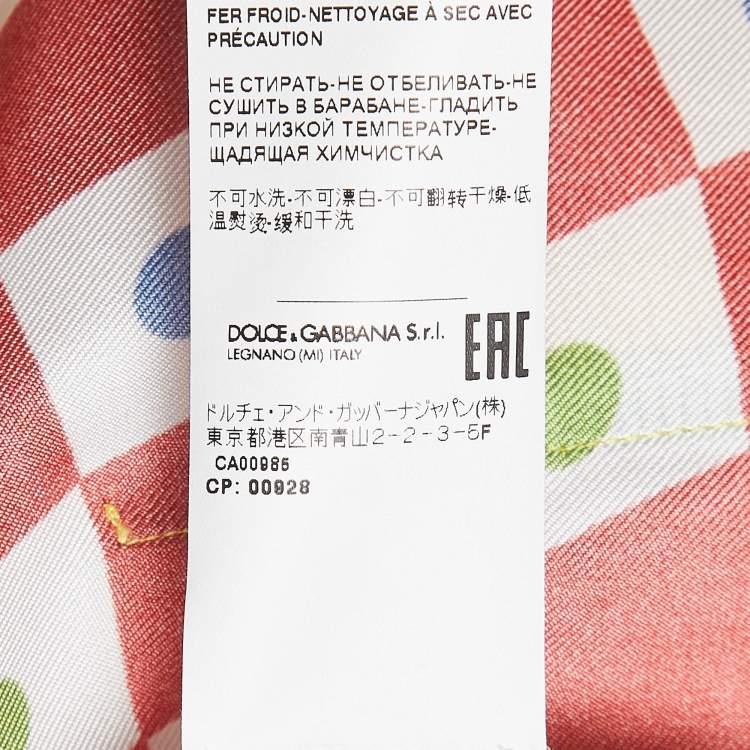 FER FROID-NETTOYAGE À SEC AVEC
PRÉCAUTION
НЕ СТИРАТЬ-НЕ ОТБЕЛИВАТЬ-НЕ
СУШИТЬ В БАРАБАНЕ-ГЛАДИТЬ
ПРИ НИЗКОЙ ТЕМПЕРАТУРЕ-
ЩАДЯЩАЯ ХИМЧИСТКА
不可水洗-不可漂白-不可翻转干燥-低
温熨烫-缓和干洗
DOLCE & GABBANA S.r.l.
LEGNANO (MI) ITALY
EAC
ドルチェ・アンド・ガッバーナジャパン(株)
東京都港区南青山2-2-3-5F
CA00985
CP: 00928